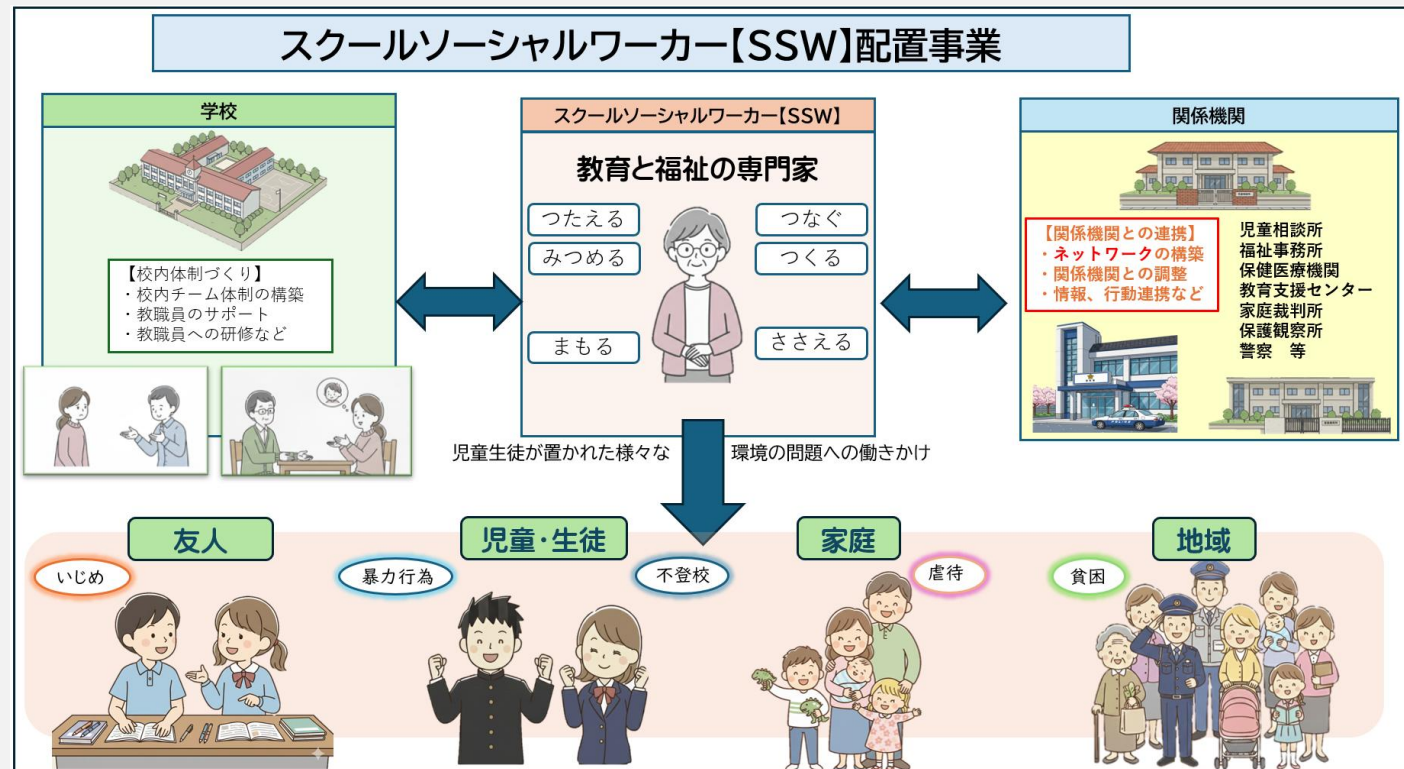 スクールソーシャルワーカー【SSW】配置事業
学校
【校内体制づくり】
・校内チーム体制の構築
・教職員のサポート
・教職員への研修など
スクールソーシャルワーカー【SSW】
教育と福祉の専門家
つたえる
つなぐ
みつめる
つくる
まもる
ささえる
関係機関
【関係機関との連携】
・ネットワークの構築
・関係機関との調整
・情報、行動連携など
児童相談所
福祉事務所
保健医療機関
教育支援センター
家庭裁判所
保護観察所
警察　等
児童生徒が置かれた様々な 環境の問題への働きかけ
友人
児童・生徒
家庭
地域
いじめ
暴力行為
不登校
虐待
貧困